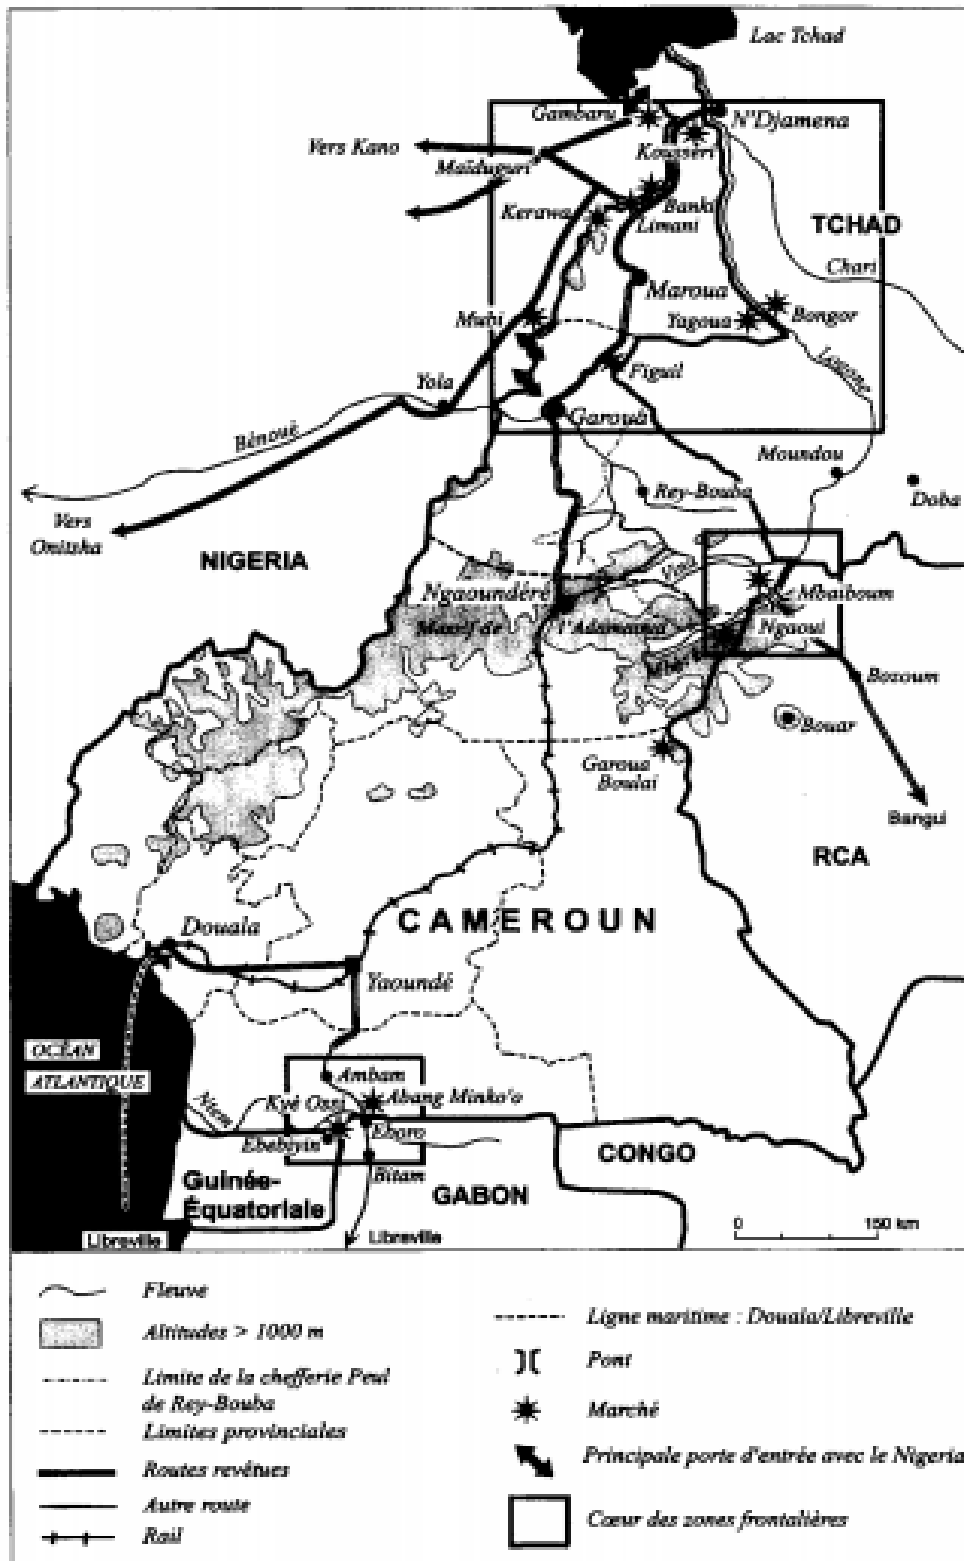 Lac Tchad
Gambaru
N'Djamena
Vers Kano
Kousséri
Maïduguri
Kerawa
Banki
Limani
TCHAD
Chari
Maroua
Mubi
Yagoua
Bongor
Logone
Yola
Figuil
Garoua
Bénoué
Moundou
Rey-Bouba
Doba
Vers
Onitsha
NIGERIA
Vina
Ngaoundéré
Mbaiboum
Massif de
l'Adamaoua
Ngaoui
Mbéré
Bozoum
Bouar
Garoua
Boulai
Bangui
RCA
CAMEROUN
Douala
Yaoundé
OCÉAN
ATLANTIQUE
Ambam
Ntem
Kyé Ossi
Abang Minko'o
Ebebiyin
Eboro
CONGO
Bitam
Guinée-
Équatoriale
GABON
0 150 km
Libreville
Libreville
Fleuve
Altitudes > 1000 m
Limite de la chefferie Peul
de Rey-Bouba
Limites provinciales
Routes revêtues
Autre route
Rail
Ligne maritime : Douala/Libreville
Pont
Marché
Principale porte d'entrée avec le Nigeria
Cœur des zones frontalières